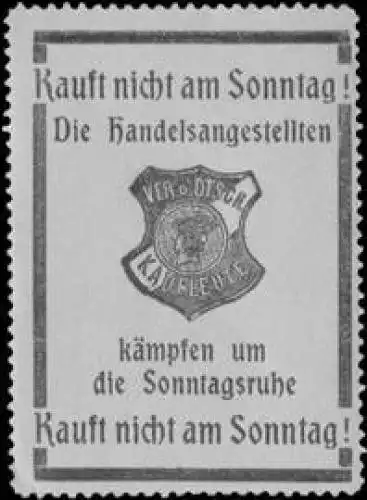 Kauft nicht am Sonntag!
Die Handelsangestellten
VER. D. DTSCH.
KAUFLEUTE
kämpfen um
die Sonntagsruhe
Kauft nicht am Sonntag!